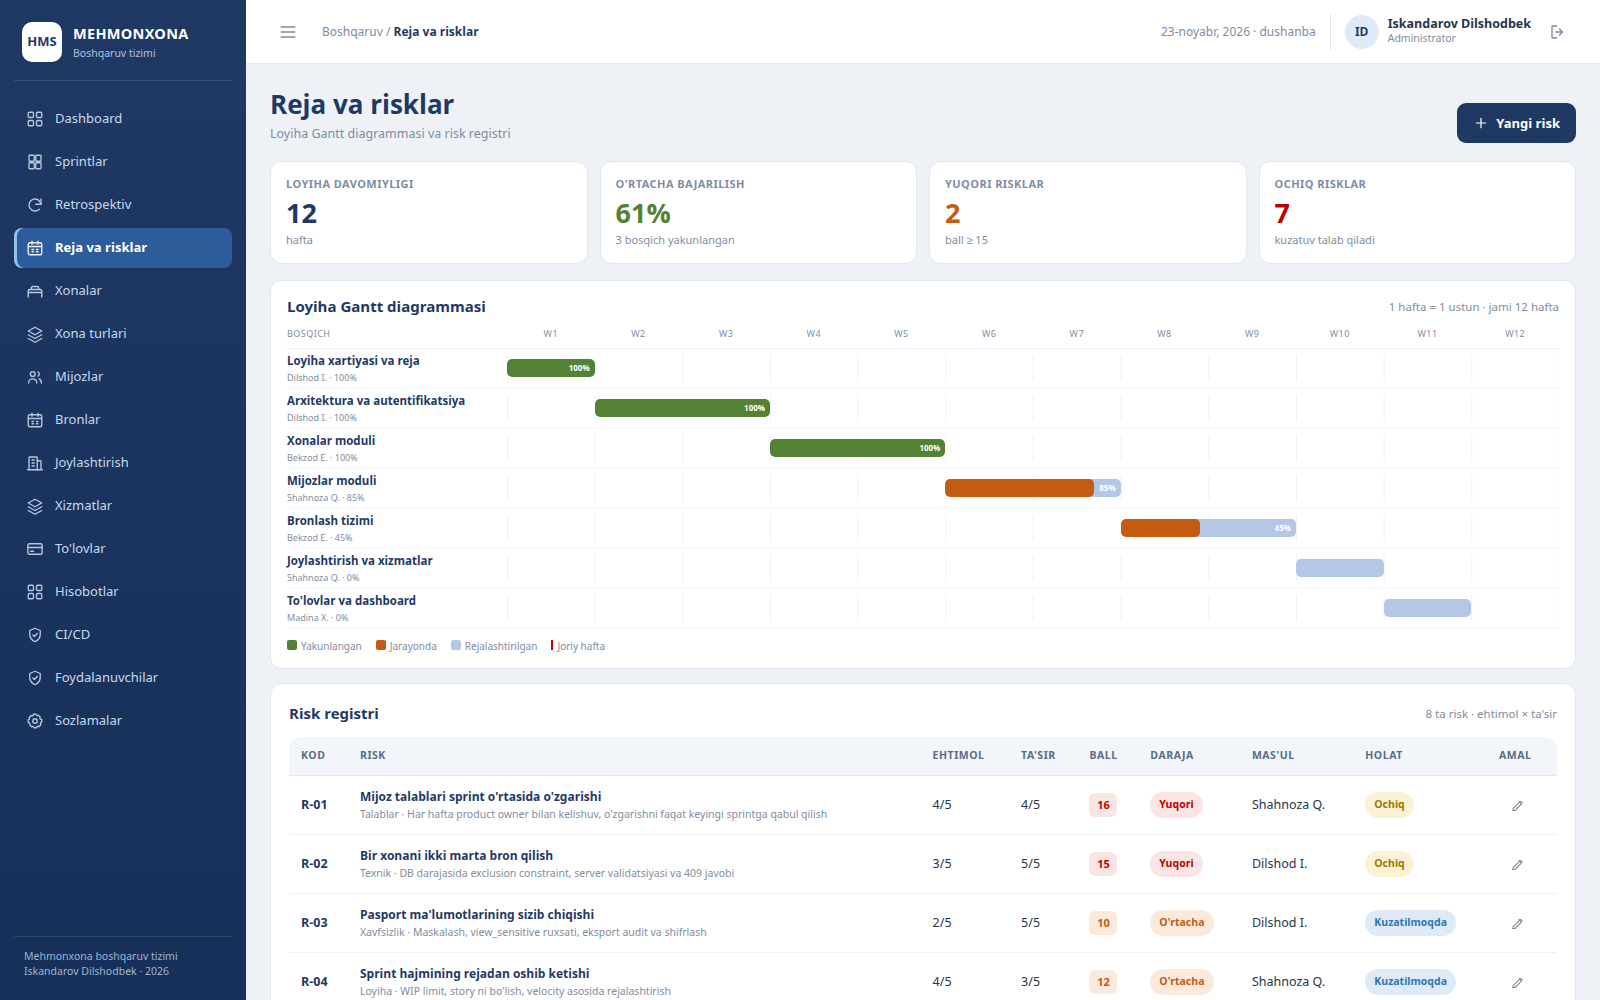 HMS
MEHMONXONA
Boshqaruv tizimi
Dashboard
Sprintlar
Retrospektiv
Reja va risklar
Xonalar
Xona turlari
Mijozlar
Bronlar
Joylashtirish
Xizmatlar
To'lovlar
Hisobotlar
CI/CD
Foydalanuvchilar
Sozlamalar
Mehmonxona boshqaruv tizimi
Iskandarov Dilshodbek · 2026
Boshqaruv / Reja va risklar
23-noyabr, 2026 · dushanba
ID
Iskandarov Dilshodbek
Administrator
Reja va risklar
Loyiha Gantt diagrammasi va risk registri
Yangi risk
LOYIHA DAVOMIYLIGI
12
hafta
O'RTACHA BAJARILISH
61%
3 bosqich yakunlangan
YUQORI RISKLAR
2
ball ≥ 15
OCHIQ RISKLAR
7
kuzatuv talab qiladi
Loyiha Gantt diagrammasi
1 hafta = 1 ustun · jami 12 hafta
BOSQICH W1 W2 W3 W4 W5 W6 W7 W8 W9 W10 W11 W12
Loyiha xartiyasi va reja
Dilshod I. · 100%
100%
Arxitektura va autentifikatsiya
Dilshod I. · 100%
100%
Xonalar moduli
Bekzod E. · 100%
100%
Mijozlar moduli
Shahnoza Q. · 85%
85%
Bronlash tizimi
Bekzod E. · 45%
45%
Joylashtirish va xizmatlar
Shahnoza Q. · 0%
To'lovlar va dashboard
Madina X. · 0%
Yakunlangan Jarayonda Rejalashtirilgan Joriy hafta
Risk registri
8 ta risk · ehtimol × ta'sir
KOD RISK EHTIMOL TA'SIR BALL DARAJA MAS'UL HOLAT AMAL
R-01 Mijoz talablari sprint o'rtasida o'zgarishi 4/5 4/5 16 Yuqori Shahnoza Q. Ochiq
Talablar · Har hafta product owner bilan kelishuv, o'zgarishni faqat keyingi sprintga qabul qilish
R-02 Bir xonani ikki marta bron qilish 3/5 5/5 15 Yuqori Dilshod I. Ochiq
Texnik · DB darajasida exclusion constraint, server validatsiyasi va 409 javobi
R-03 Pasport ma'lumotlarining sizib chiqishi 2/5 5/5 10 O'rtacha Dilshod I. Kuzatilmoqda
Xavfsizlik · Maskalash, view_sensitive ruxsati, eksport audit va shifrlash
R-04 Sprint hajmining rejadan oshib ketishi 4/5 3/5 12 O'rtacha Shahnoza Q. Kuzatilmoqda
Loyiha · WIP limit, story ni bo'lish, velocity asosida rejalashtirish